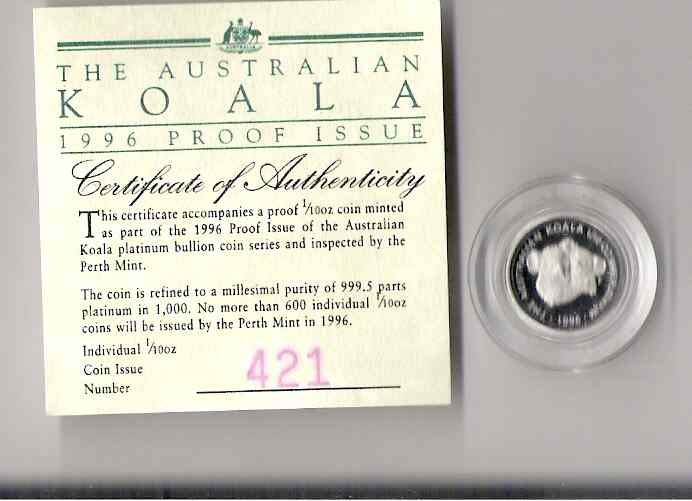 THE AUSTRALIAN
KOALA
1996 PROOF ISSUE
Certificate of Authenticity
This certificate accompanies a proof 1/10oz coin minted
as part of the 1996 Proof Issue of the Australian
Koala platinum bullion coin series and inspected by the
Perth Mint.
The coin is refined to a millesimal purity of 999.5 parts
platinum in 1,000. No more than 600 individual 1/10oz
coins will be issued by the Perth Mint in 1996.
Individual 1/10oz
Coin Issue
Number 421
AUSTRALIAN KOALA
1996